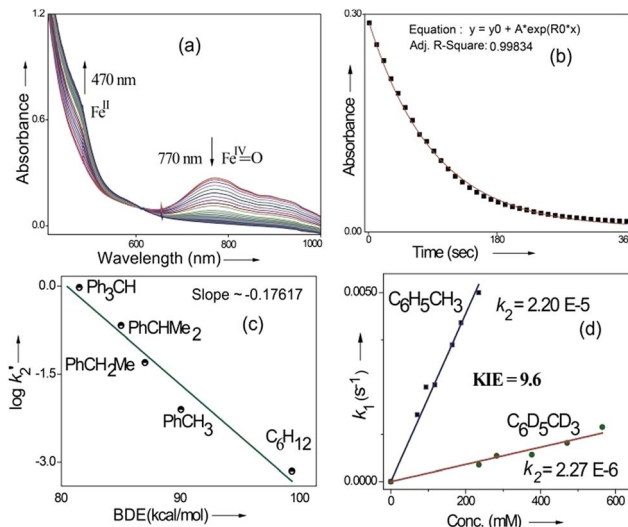 (a)
1.2
0.6
0.0
Absorbance
470 nm
Fe^II
770 nm
Fe^IV=O
600
800
1000
Wavelength (nm)
(b)
0.30
0.00
Absorbance
Equation : y = y0 + A*exp(R0*x)
Adj. R-Square: 0.99834
180
36
Time (sec)
(c)
0.0
-1.5
-3.0
log k2'
Ph3CH
Slope ~ -0.17617
PhCHMe2
PhCH2Me
PhCH3
C6H12
80
90
100
BDE(kcal/mol)
(d)
0.0050
0.0000
k1(s-1)
C6H5CH3
k2= 2.20 E-5
KIE = 9.6
C6D5CD3
k2= 2.27 E-6
0
200
400
600
Conc. (mM)